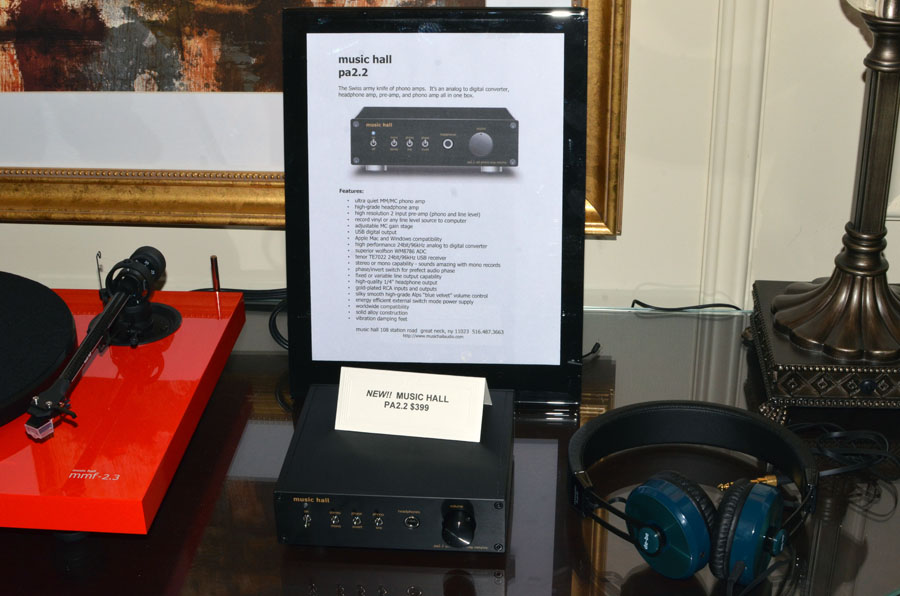 music hall
pa2.2
The Swiss army knife of phono amps. It's an analog to digital converter,
headphone amp, pre-amp, and phono amp all in one box.
music hall
Features:
• ultra quiet MM/MC phono amp
• high-grade headphone amp
• high resolution 2 input pre-amp (phono and line level)
• record vinyl or any line level source to computer
• adjustable MC gain stage
• USB digital output
• Apple Mac and Windows compatibility
• high performance 24bit/96kHz analog to digital converter
• superior wolfson WM8786 ADC
• tenor TE7022 24bit/96kHz USB receiver
• stereo or mono capability - sounds amazing with mono records
• phase/invert switch for prefect audio phase
• fixed or variable line output capability
• high-quality 1/4" headphone output
• gold-plated RCA inputs and outputs
• silky smooth high-grade Alps "blue velvet" volume control
• energy efficient external switch mode power supply
• worldwide compatibility
• solid alloy construction
• vibration damping feet
music hall 108 station road great neck, ny 11023 516.487.3663
http://www.musichallaudio.com
NEW!! MUSIC HALL
PA2.2 $399
music hall
mmf-2.3
music hall
headphones
volume